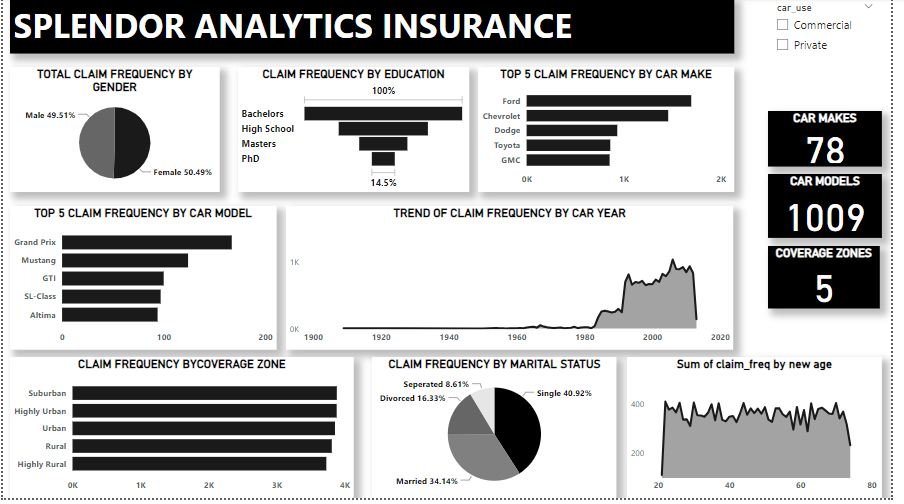 SPLENDOR ANALYTICS INSURANCE
car_use
Commercial
Private
TOTAL CLAIM FREQUENCY BY
GENDER
Male 49.51%
Female 50.49%
CLAIM FREQUENCY BY EDUCATION
100%
Bachelors
High School
Masters
PhD
14.5%
TOP 5 CLAIM FREQUENCY BY CAR MAKE
Ford
Chevrolet
Dodge
Toyota
GMC
0K 1K 2K
CAR MAKES
78
CAR MODELS
1009
COVERAGE ZONES
5
TOP 5 CLAIM FREQUENCY BY CAR MODEL
Grand Prix
Mustang
GTI
SL-Class
Altima
0 100 200
TREND OF CLAIM FREQUENCY BY CAR YEAR
1K
0K
1900 1920 1940 1960 1980 2000 2020
CLAIM FREQUENCY BYCOVERAGE ZONE
Suburban
Highly Urban
Urban
Rural
Highly Rural
0K 1K 2K 3K 4K
CLAIM FREQUENCY BY MARITAL STATUS
Seperated 8.61%
Single 40.92%
Divorced 16.33%
Married 34.14%
Sum of claim_freq by new age
400
200
20 40 60 80